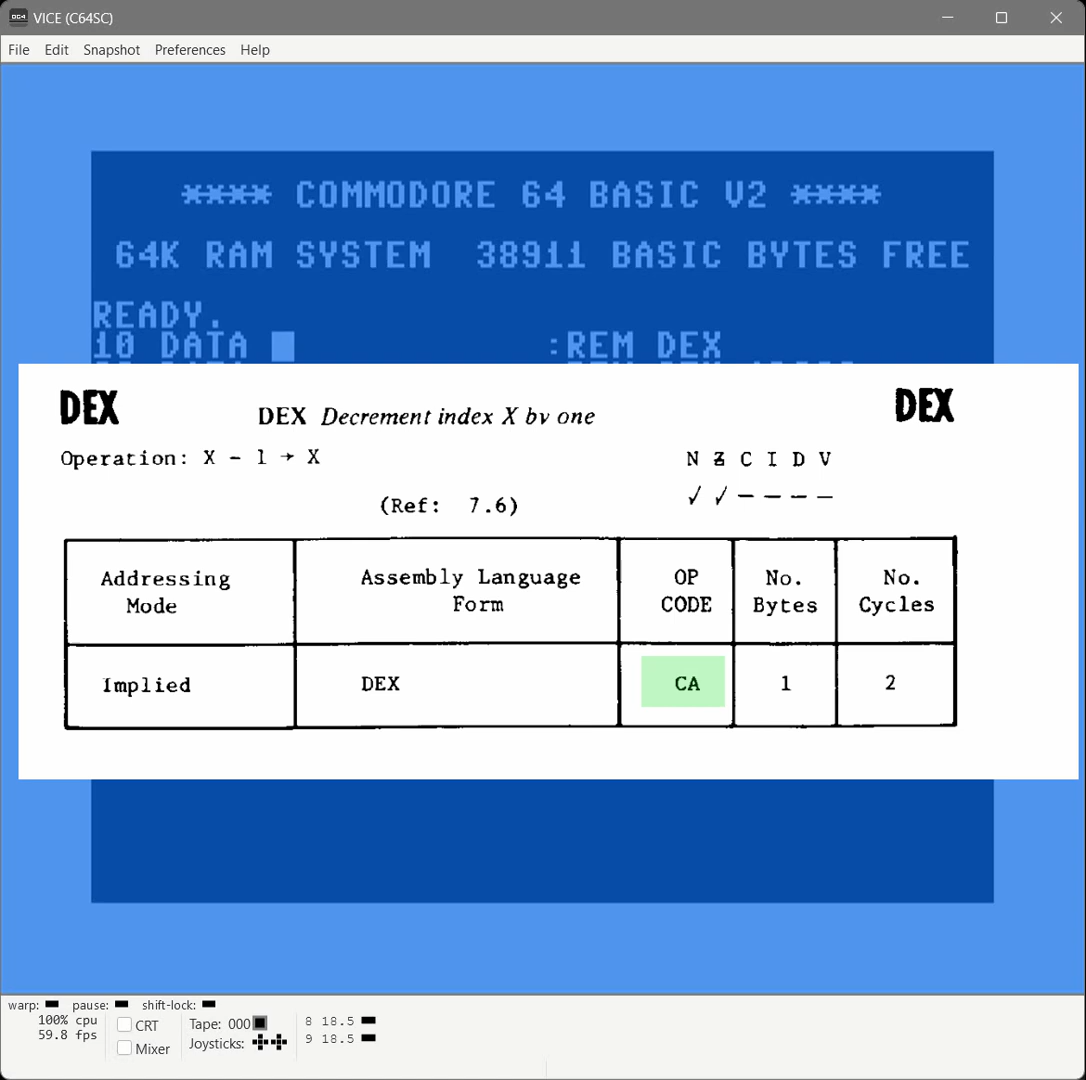 VICE (C64SC)
File Edit Snapshot Preferences Help
**** COMMODORE 64 BASIC V2 ****
64K RAM SYSTEM 38911 BASIC BYTES FREE
READY.
10 DATA :REM DEX
DEX DEX Decrement index X by one DEX
Operation: X - 1 → X N Z C I D V
(Ref: 7.6) √ √ – – – –
Addressing Mode Assembly Language Form OP CODE No. Bytes No. Cycles
Implied DEX CA 1 2
warp: pause: shift-lock:
100% cpu CRT Tape: 000 8 18.5
59.8 fps Mixer Joysticks: 9 18.5